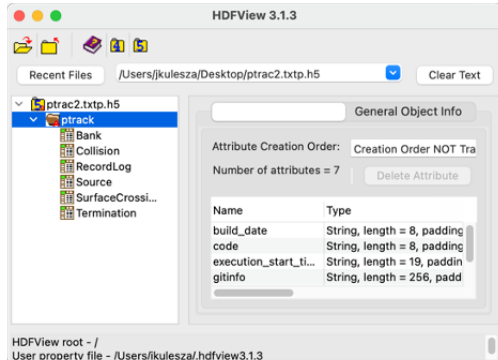 HDFView 3.1.3
Recent Files
/Users/jkulesza/Desktop/ptrac2.txtp.h5
Clear Text
ptrac2.txtp.h5
ptrack
Bank
Collision
RecordLog
Source
SurfaceCrossi...
Termination
General Object Info
Attribute Creation Order: Creation Order NOT Tra
Number of attributes = 7
Delete Attribute
Name Type
build_date String, length = 8, padding
code String, length = 8, padding
execution_start_ti... String, length = 19, paddin
gitinfo String, length = 256, padd
HDFView root - /
User property file - /Users/jkulesza/.hdfview3.1.3